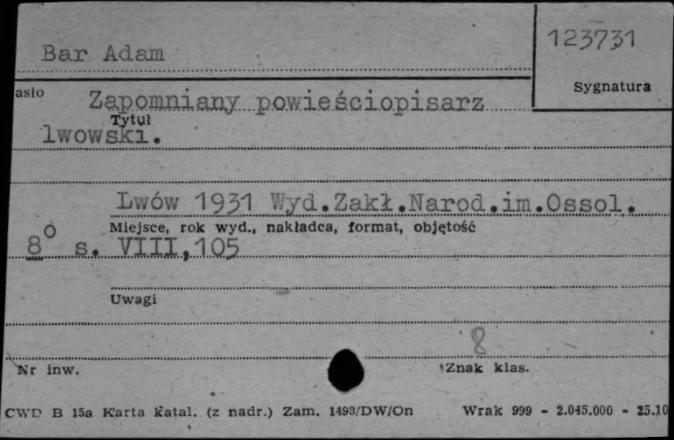 Bar Adam
123731
Sygnatura
asło
Zapomniany powieściopisarz
Tytuł
lwowski.
Lwów 1931 Wyd.Zakł.Narod.im.Ossol.
Miejsce, rok wyd., nakładca, format, objętość
8° s. VIII,105
Uwagi
8
Nr inw.
Znak klas.
CWD B 15a Karta Katal. (z nadr.) Zam. 1493/DW/On Wrak 999 - 2.045.000 - 25.10